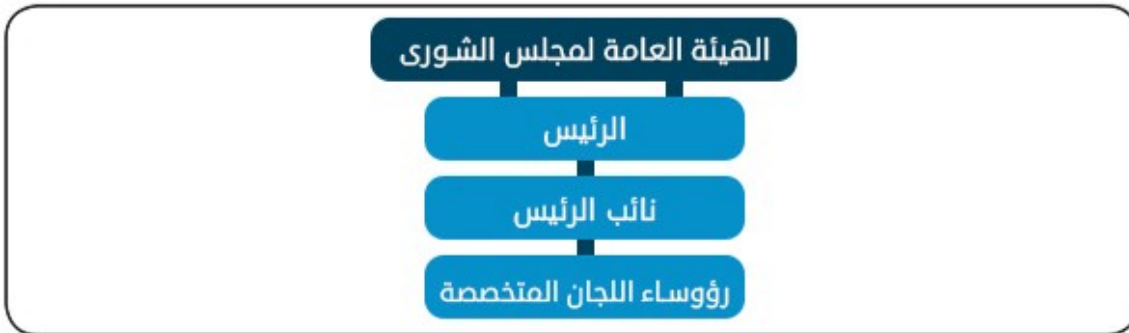 الهيئة العامة لمجلس الشورى
الرئيس
نائب الرئيس
رؤوساء اللجان المتخصصة